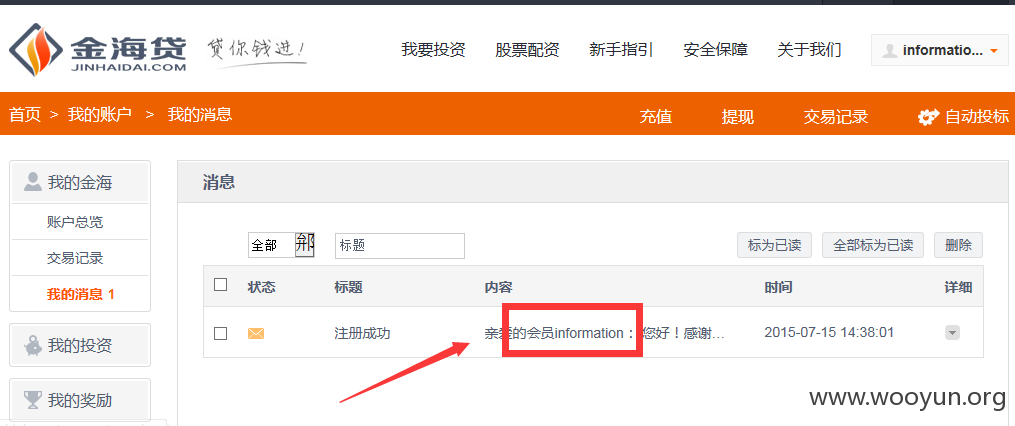 金海贷
JINHAIDAI.COM
贷你钱进!
我要投资 股票配资 新手指引 安全保障 关于我们 informatio...
首页 > 我的账户 > 我的消息 充值 提现 交易记录 自动投标
我的金海
账户总览
交易记录
我的消息 1
我的投资
我的奖励
消息
全部 标题 标为已读 全部标为已读 删除
状态 标题 内容 时间 详细
注册成功 亲爱的会员information：您好！感谢... 2015-07-15 14:38:01
www.wooyun.org